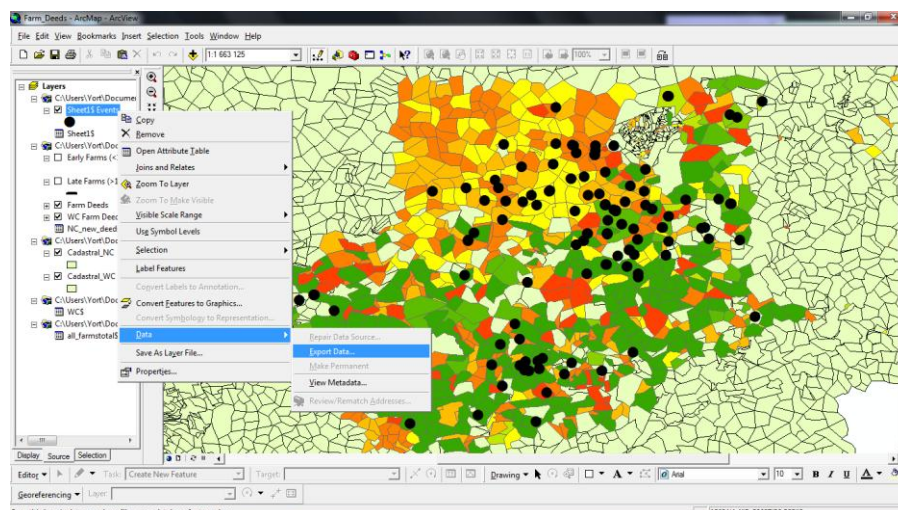 Farm_Deeds - ArcMap - ArcView
File Edit View Bookmarks Insert Selection Tools Window Help
1:1 663 125
100%
Layers
C:\Users\Yort\Documer
Sheet1$ Events
Sheet1$
C:\Users\Yort\Doc
Early Farms (<
Late Farms (>1
Farm Deeds
WC Farm Deed
NC_new_deed
C:\Users\Yort\Doc
Cadastral_NC
Cadastral_WC
C:\Users\Yort\Doc
WC$
C:\Users\Yort\Doc
all_farmstotal$
Copy
Remove
Open Attribute Table
Joins and Relates
Zoom To Layer
Zoom To Make Visible
Visible Scale Range
Use Symbol Levels
Selection
Label Features
Convert Labels to Annotation...
Convert Features to Graphics...
Convert Symbology to Representation...
Data
Save As Layer File...
Properties...
Repair Data Source...
Export Data...
Make Permanent
View Metadata...
Review/Rematch Addresses...
Display Source Selection
Editor Task: Create New Feature Target: Drawing A Arial 10 B I U A
Georeferencing Layer: